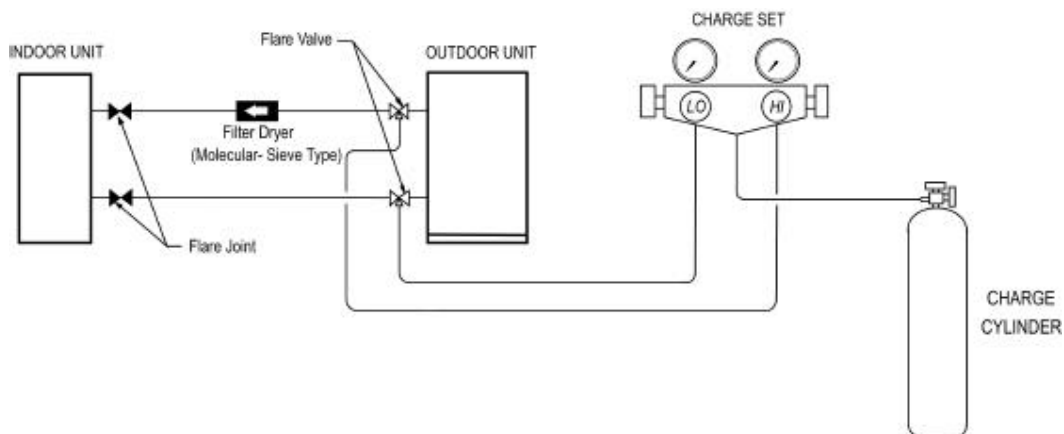 CHARGE SET
Flare Valve
INDOOR UNIT
OUTDOOR UNIT
LO
HI
Filter Dryer
(Molecular- Sieve Type)
Flare Joint
CHARGE
CYLINDER